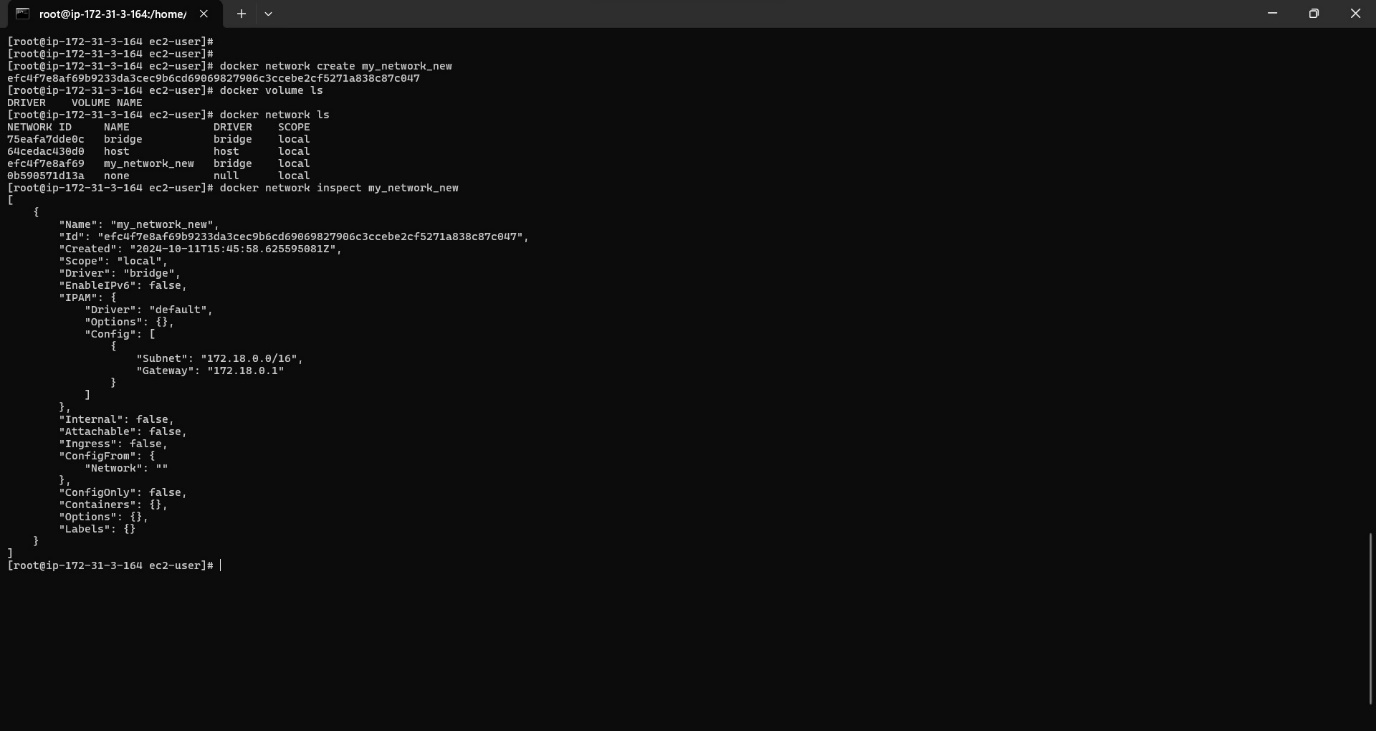 root@ip-172-31-3-164:/home/
[root@ip-172-31-3-164 ec2-user]#
[root@ip-172-31-3-164 ec2-user]#
[root@ip-172-31-3-164 ec2-user]# docker network create my_network_new
efc4f7e8af69b9233da3cec9b6cd69069827906c3ccebe2cf5271a838c87c047
[root@ip-172-31-3-164 ec2-user]# docker volume ls
DRIVER    VOLUME NAME
[root@ip-172-31-3-164 ec2-user]# docker network ls
NETWORK ID     NAME             DRIVER    SCOPE
75eafa7dde0c   bridge           bridge    local
64cedac430d0   host             host      local
efc4f7e8af69   my_network_new   bridge    local
0b590571d13a   none             null      local
[root@ip-172-31-3-164 ec2-user]# docker network inspect my_network_new
[
    {
        "Name": "my_network_new",
        "Id": "efc4f7e8af69b9233da3cec9b6cd69069827906c3ccebe2cf5271a838c87c047",
        "Created": "2024-10-11T15:45:58.625595081Z",
        "Scope": "local",
        "Driver": "bridge",
        "EnableIPv6": false,
        "IPAM": {
            "Driver": "default",
            "Options": {},
            "Config": [
                {
                    "Subnet": "172.18.0.0/16",
                    "Gateway": "172.18.0.1"
                }
            ]
        },
        "Internal": false,
        "Attachable": false,
        "Ingress": false,
        "ConfigFrom": {
            "Network": ""
        },
        "ConfigOnly": false,
        "Containers": {},
        "Options": {},
        "Labels": {}
    }
]
[root@ip-172-31-3-164 ec2-user]#